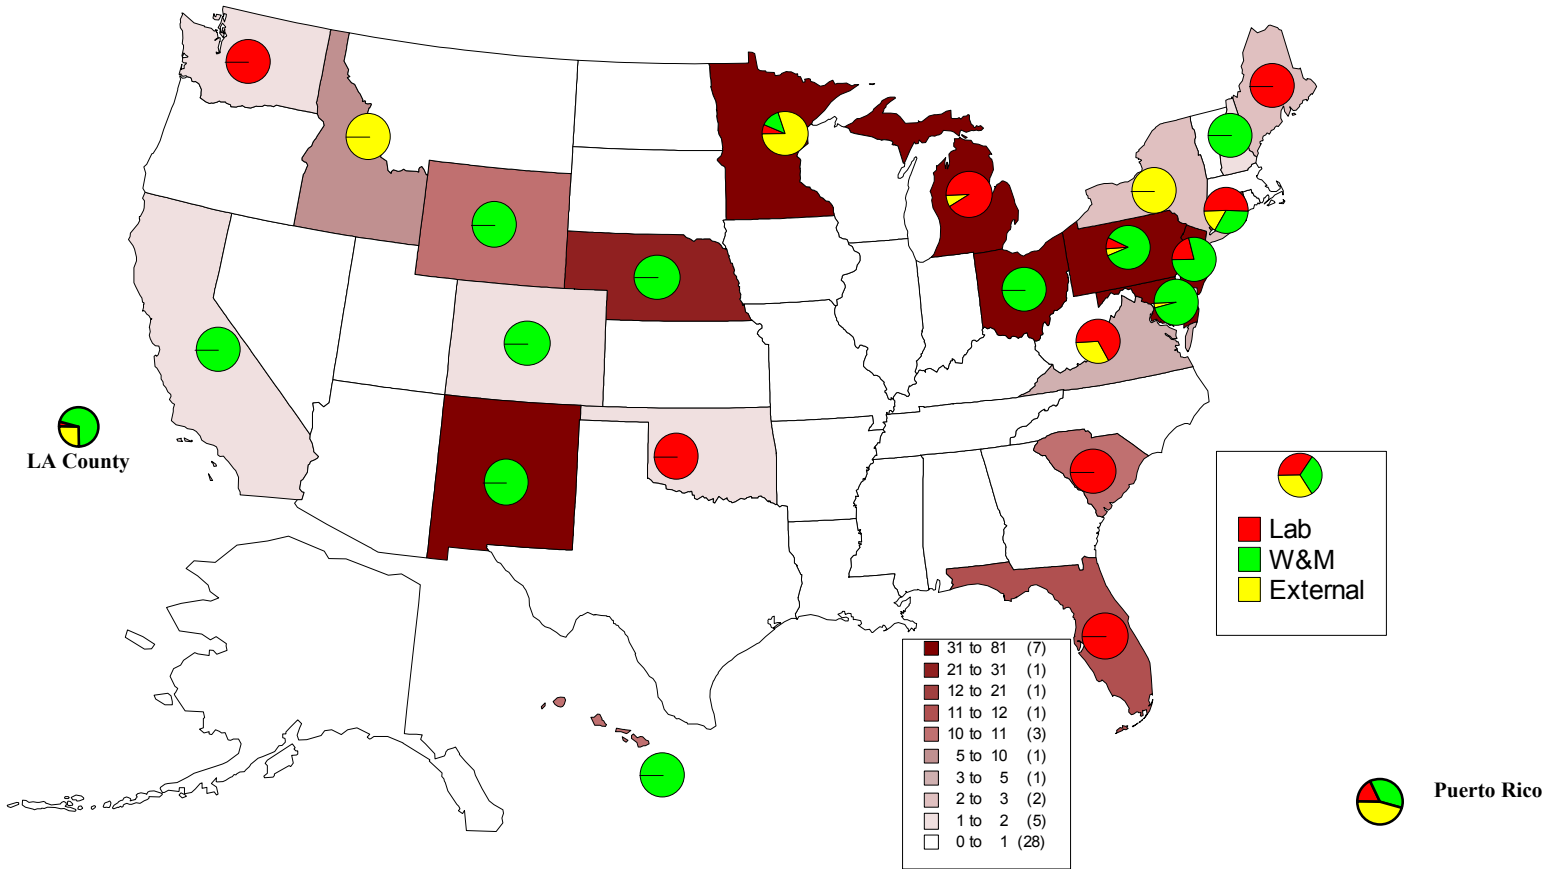 LA County
Lab
W&M
External
31 to 81 (7)
21 to 31 (1)
12 to 21 (1)
11 to 12 (1)
10 to 11 (3)
5 to 10 (1)
3 to 5 (1)
2 to 3 (2)
1 to 2 (5)
0 to 1 (28)
Puerto Rico